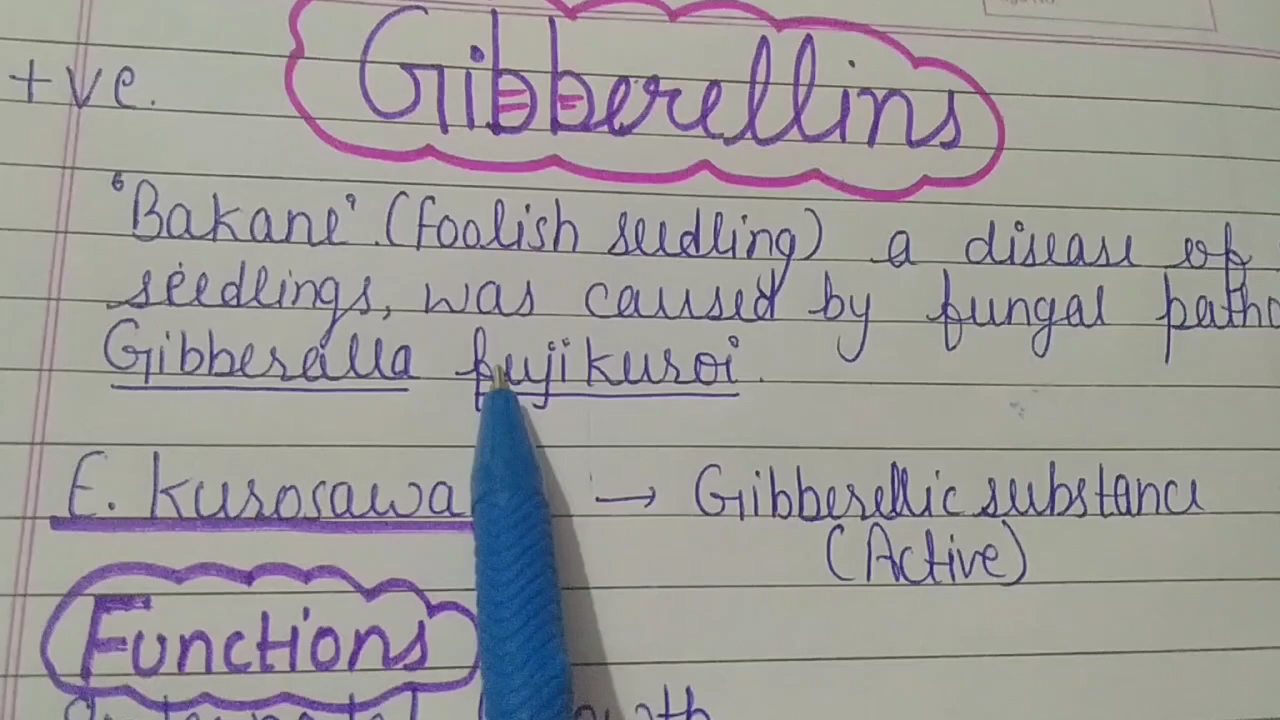 Gibberellins
+ve.
'Bakane' (foolish seedling) a disease of
seedlings, was caused by fungal patho
Gibberalla fujikuroi.
E. Kurosawa → Gibberellic substance
(Active)
Functions